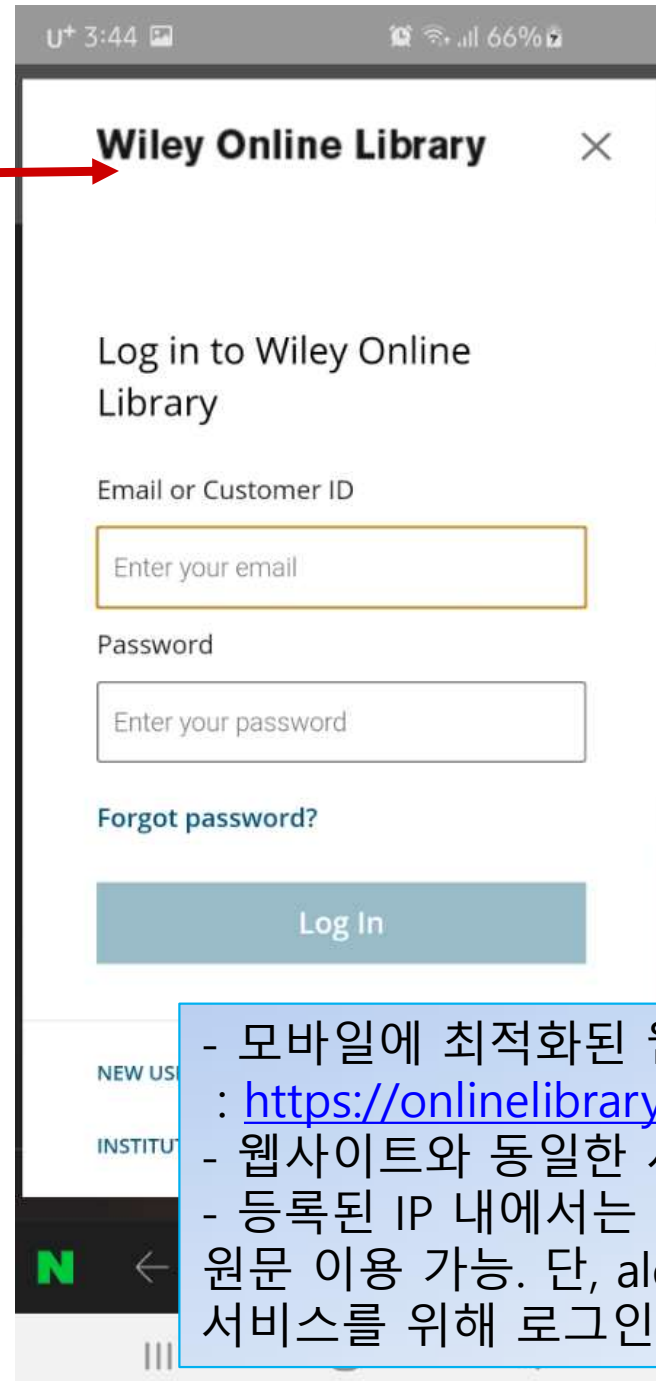 U+ 3:44 66%
Wiley Online Library
Log in to Wiley Online
Library
Email or Customer ID
Enter your email
Password
Enter your password
Forgot password?
Log In
NEW
- 모바일에 최적화된
: https://onlinelibrary
INSTITU
- 웹사이트와 동일한
- 등록된 IP 내에서는
원문 이용 가능. 단,
서비스를 위해 로그인
N